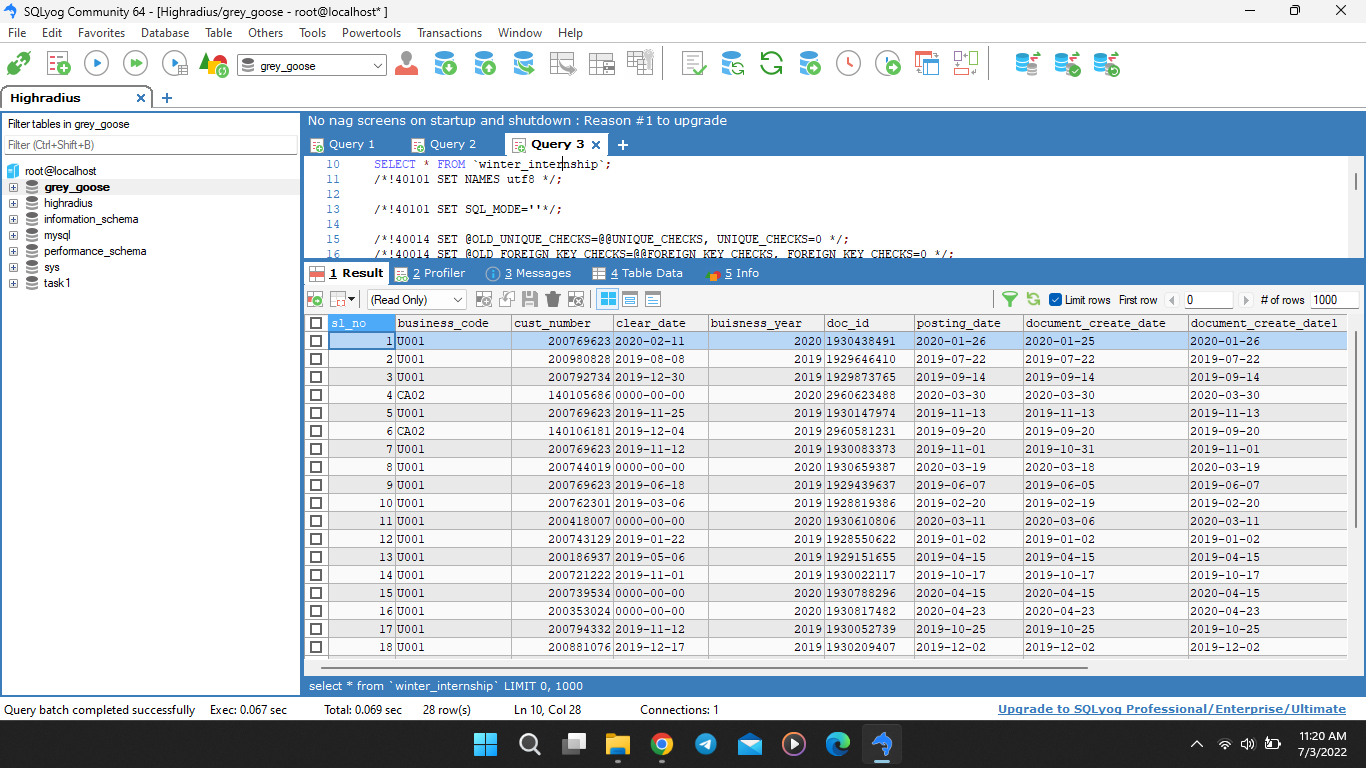 SQLyog Community 64 - [Highradius/grey_goose - root@localhost* ]
File Edit Favorites Database Table Others Tools Powertools Transactions Window Help
grey_goose
Highradius
Filter tables in grey_goose
Filter (Ctrl+Shift+B)
root@localhost
grey_goose
highradius
information_schema
mysql
performance_schema
sys
task1
No nag screens on startup and shutdown : Reason #1 to upgrade
Query 1 Query 2 Query 3
10 SELECT * FROM `winter_internship`;
11 /*!40101 SET NAMES utf8 */;
12
13 /*!40101 SET SQL_MODE=''*/;
14
15 /*!40014 SET @OLD_UNIQUE_CHECKS=@@UNIQUE_CHECKS, UNIQUE_CHECKS=0 */;
16 /*!40014 SET @OLD_FOREIGN_KEY_CHECKS=@@FOREIGN_KEY_CHECKS, FOREIGN_KEY_CHECKS=0 */;
1 Result 2 Profiler 3 Messages 4 Table Data 5 Info
(Read Only) Limit rows First row 0 # of rows 1000
sl_no business_code cust_number clear_date buisness_year doc_id posting_date document_create_date document_create_date1
1 U001 200769623 2020-02-11 2020 1930438491 2020-01-26 2020-01-25 2020-01-26
2 U001 200980828 2019-08-08 2019 1929646410 2019-07-22 2019-07-22 2019-07-22
3 U001 200792734 2019-12-30 2019 1929873765 2019-09-14 2019-09-14 2019-09-14
4 CA02 140105686 0000-00-00 2020 2960623488 2020-03-30 2020-03-30 2020-03-30
5 U001 200769623 2019-11-25 2019 1930147974 2019-11-13 2019-11-13 2019-11-13
6 CA02 140106181 2019-12-04 2019 2960581231 2019-09-20 2019-09-20 2019-09-20
7 U001 200769623 2019-11-12 2019 1930083373 2019-11-01 2019-10-31 2019-11-01
8 U001 200744019 0000-00-00 2020 1930659387 2020-03-19 2020-03-18 2020-03-19
9 U001 200769623 2019-06-18 2019 1929439637 2019-06-07 2019-06-05 2019-06-07
10 U001 200762301 2019-03-06 2019 1928819386 2019-02-20 2019-02-19 2019-02-20
11 U001 200418007 0000-00-00 2020 1930610806 2020-03-11 2020-03-06 2020-03-11
12 U001 200743129 2019-01-22 2019 1928550622 2019-01-02 2019-01-02 2019-01-02
13 U001 200186937 2019-05-06 2019 1929151655 2019-04-15 2019-04-15 2019-04-15
14 U001 200721222 2019-11-01 2019 1930022117 2019-10-17 2019-10-17 2019-10-17
15 U001 200739534 0000-00-00 2020 1930788296 2020-04-15 2020-04-15 2020-04-15
16 U001 200353024 0000-00-00 2020 1930817482 2020-04-23 2020-04-23 2020-04-23
17 U001 200794332 2019-11-12 2019 1930052739 2019-10-25 2019-10-25 2019-10-25
18 U001 200881076 2019-12-17 2019 1930209407 2019-12-02 2019-12-02 2019-12-02
select * from `winter_internship` LIMIT 0, 1000
Query batch completed successfully Exec: 0.067 sec Total: 0.069 sec 28 row(s) Ln 10, Col 28 Connections: 1 Upgrade to SQLyog Professional/Enterprise/Ultimate
11:20 AM
7/3/2022